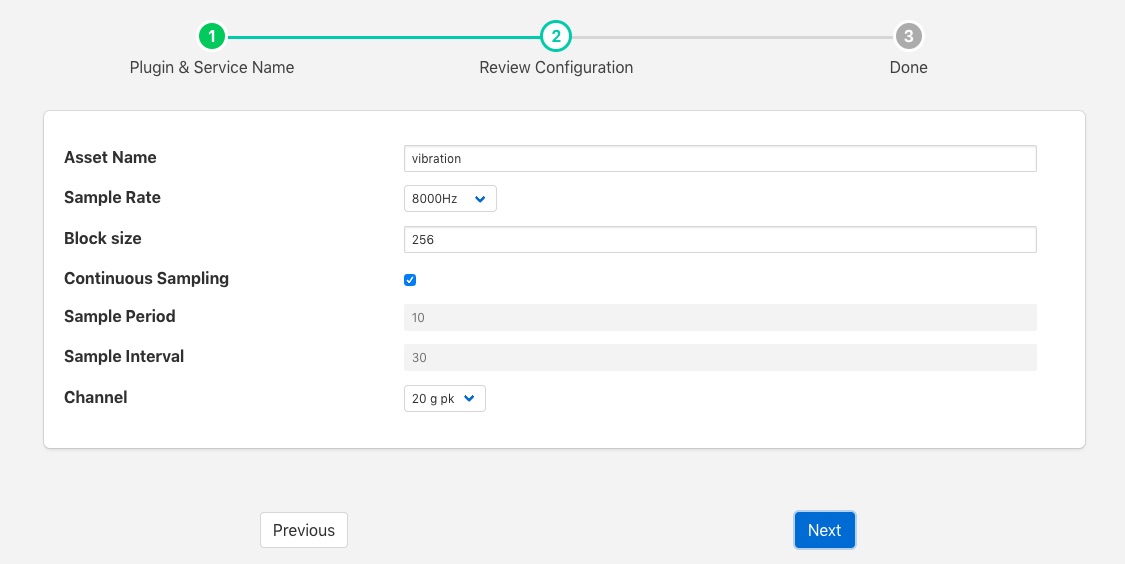 1 2 3
Plugin & Service Name Review Configuration Done
Asset Name vibration
Sample Rate 8000Hz
Block size 256
Continuous Sampling
Sample Period 10
Sample Interval 30
Channel 20 g pk
Previous Next